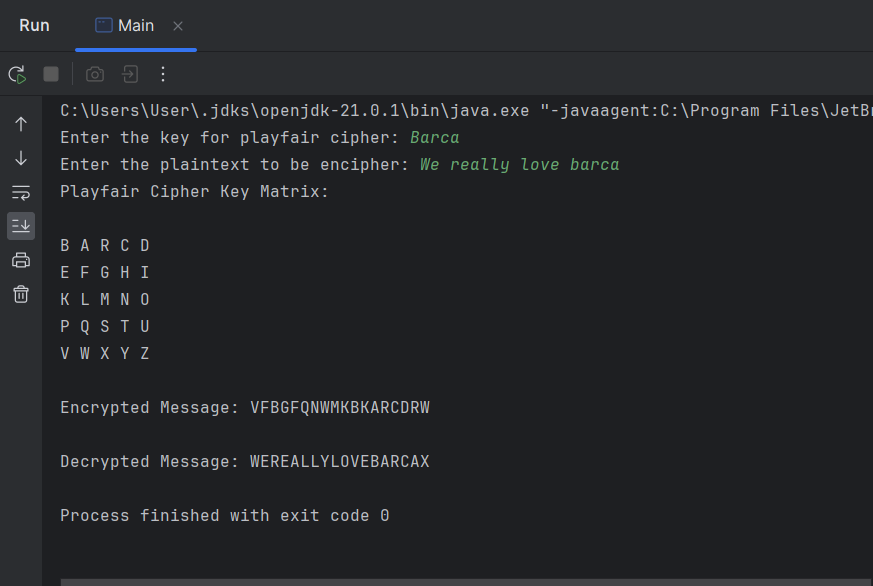 Run Main
C:\Users\User\.jdks\openjdk-21.0.1\bin\java.exe "-javaagent:C:\Program Files\JetBr
Enter the key for playfair cipher: Barca
Enter the plaintext to be encipher: We really love barca
Playfair Cipher Key Matrix:
B A R C D
E F G H I
K L M N O
P Q S T U
V W X Y Z
Encrypted Message: VFBGFQNWMKBKARCDRW
Decrypted Message: WEREALLYLOVEBARCAX
Process finished with exit code 0